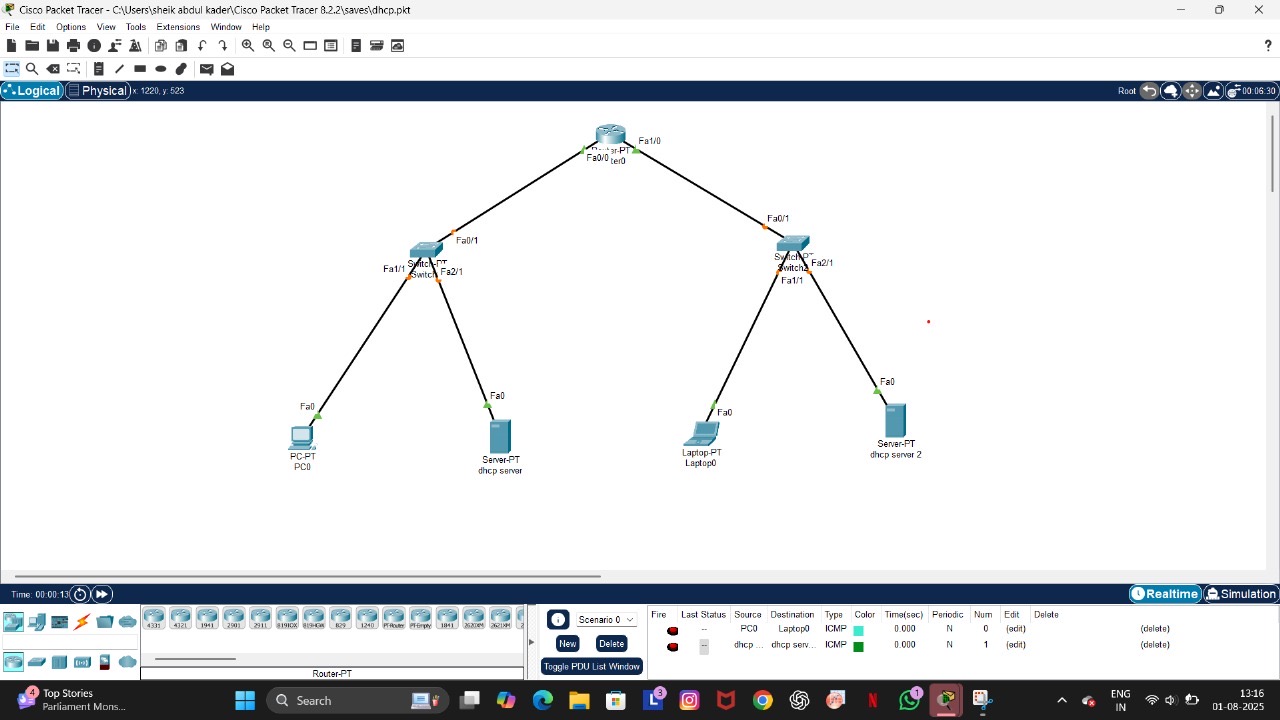 Cisco Packet Tracer - C:\Users\sheik abdul kader\Cisco Packet Tracer 8.2.2\saves\dhcp.pkt
File Edit Options View Tools Extensions Window Help
?
Logical Physical x: 1220, y: 523
Root 00:06:30
Fa1/0
Fa0/0
Fa0/1
Fa0/1
Switch-PT
Fa1/1
Fa2/1
Fa2/1
Fa1/1
Fa0
Fa0
Fa0
Fa0
PC-PT
PC0
Server-PT
dhcp server
Laptop-PT
Laptop0
Server-PT
dhcp server 2
Time: 00:00:13
Realtime Simulation
4331 4321 1941 2901 2911 819IOX 819HGW 829 1240 PT-Router PT-Empty 1841 2620XM 2621XM
Router-PT
Scenario 0
New Delete
Toggle PDU List Window
Fire Last Status Source Destination Type Color Time(sec) Periodic Num Edit Delete
-- PC0 Laptop0 ICMP 0.000 N 0 (edit) (delete)
-- dhcp ... dhcp serv... ICMP 0.000 N 1 (edit) (delete)
4
Top Stories
Parliament Mons...
Search
3
1
ENG
IN
13:16
01-08-2025